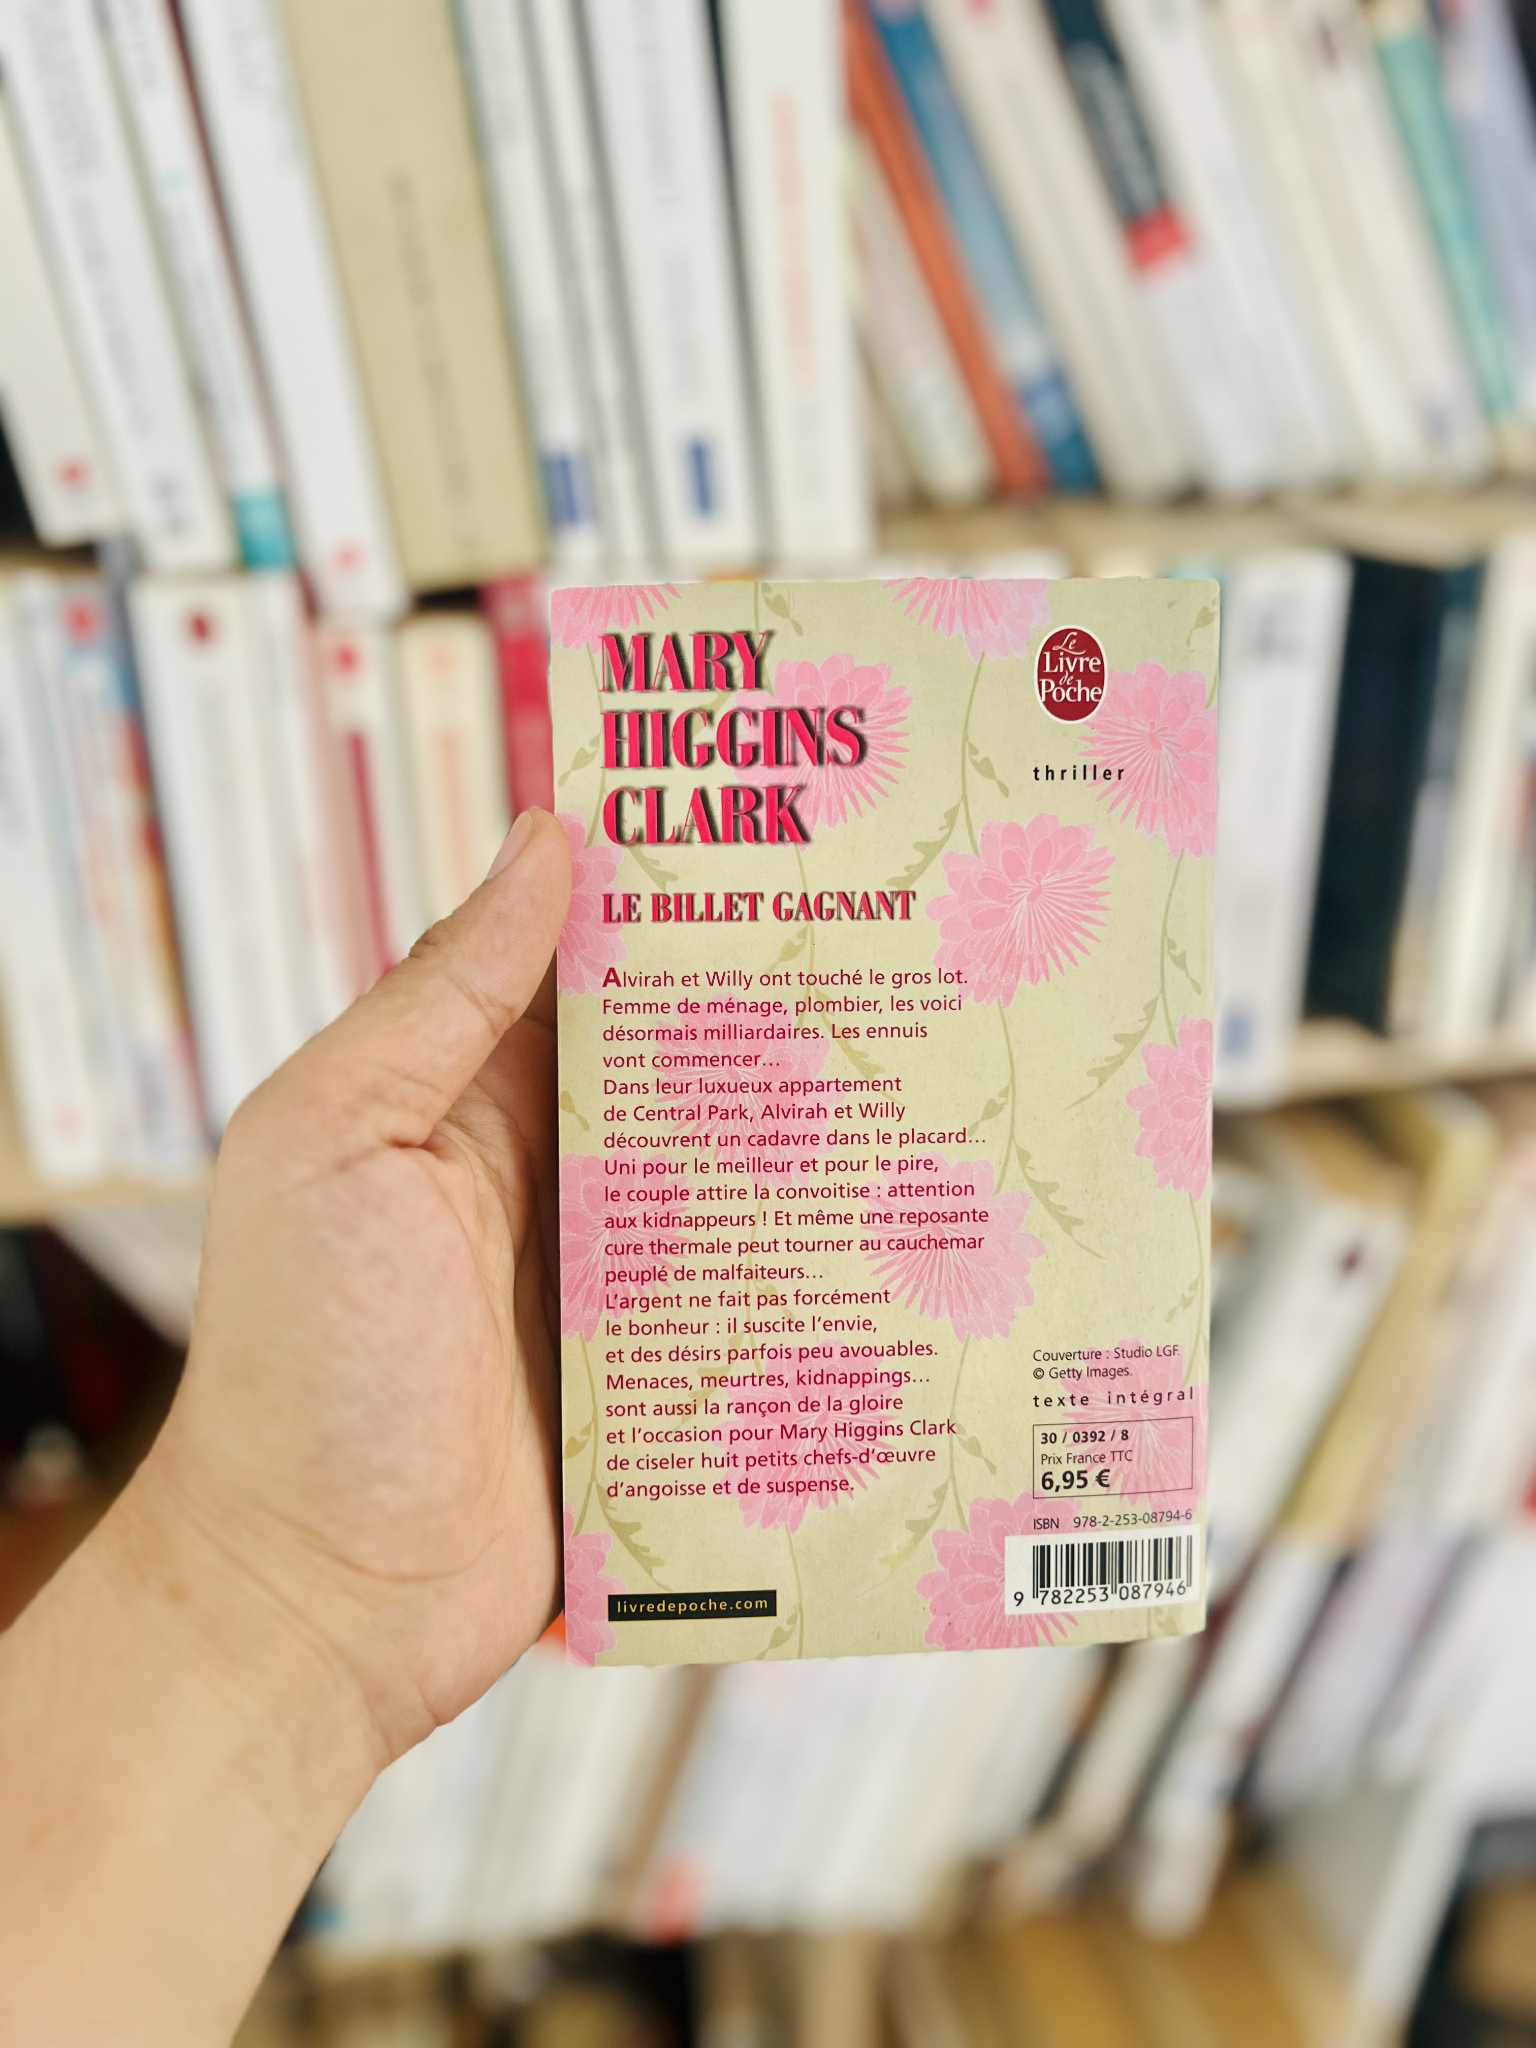 MARY
HIGGINS
CLARK
Le
Livre
de
Poche
thriller
LE BILLET GAGNANT
Alvirah et Willy ont touché le gros lot.
Femme de ménage, plombier, les voici
désormais milliardaires. Les ennuis
vont commencer…
Dans leur luxueux appartement
de Central Park, Alvirah et Willy
découvrent un cadavre dans le placard…
Uni pour le meilleur et pour le pire,
le couple attire la convoitise : attention
aux kidnappeurs ! Et même une reposante
cure thermale peut tourner au cauchemar
peuplé de malfaiteurs…
L'argent ne fait pas forcément
le bonheur : il suscite l'envie,
et des désirs parfois peu avouables.
Menaces, meurtres, kidnappings…
sont aussi la rançon de la gloire
et l'occasion pour Mary Higgins Clark
de ciseler huit petits chefs-d'œuvre
d'angoisse et de suspense.
livredepoche.com
Couverture : Studio LGF.
© Getty Images.
texte intégral
30 / 0392 / 8
Prix France TTC
6,95 €
ISBN 978-2-253-08794-6
9 782253 087946